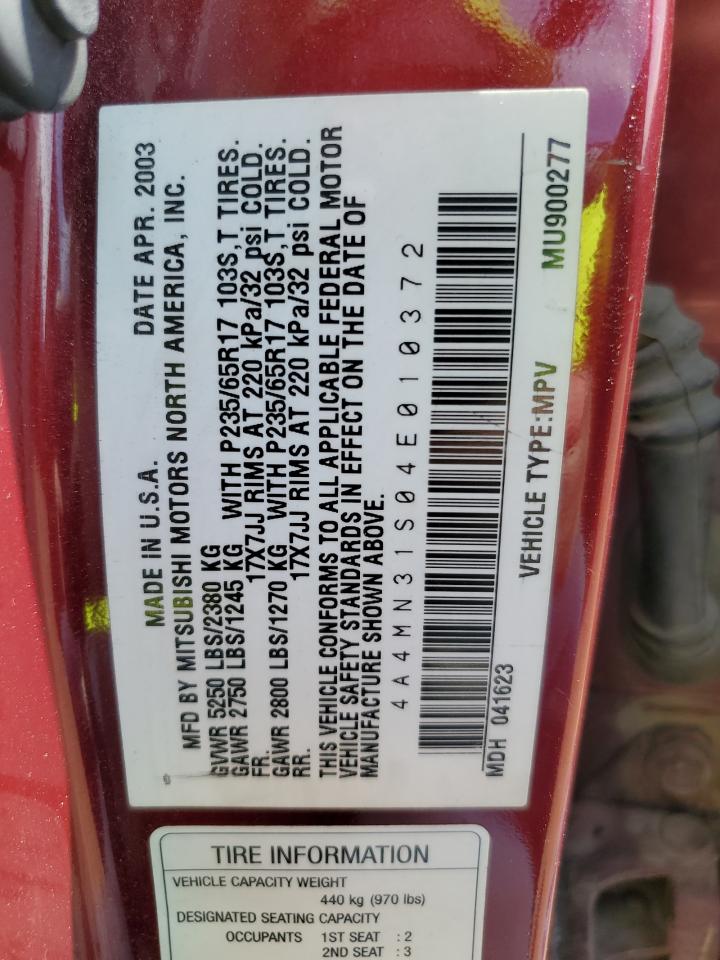 MADE IN U.S.A. DATE APR. 2003
MFD BY MITSUBISHI MOTORS NORTH AMERICA, INC.
GVWR 5250 LBS/2380 KG
GAWR 2750 LBS/1245 KG WITH P235/65R17 103S,T TIRES.
FR. 17X7JJ RIMS AT 220 kPa/32 psi COLD.
GAWR 2800 LBS/1270 KG WITH P235/65R17 103S,T TIRES.
RR. 17X7JJ RIMS AT 220 kPa/32 psi COLD.
THIS VEHICLE CONFORMS TO ALL APPLICABLE FEDERAL MOTOR
VEHICLE SAFETY STANDARDS IN EFFECT ON THE DATE OF
MANUFACTURE SHOWN ABOVE.
4A4MN31S04E010372
MDH 041623
VEHICLE TYPE:MPV MU900277
TIRE INFORMATION
VEHICLE CAPACITY WEIGHT
440 kg (970 lbs)
DESIGNATED SEATING CAPACITY
OCCUPANTS 1ST SEAT : 2
2ND SEAT : 3